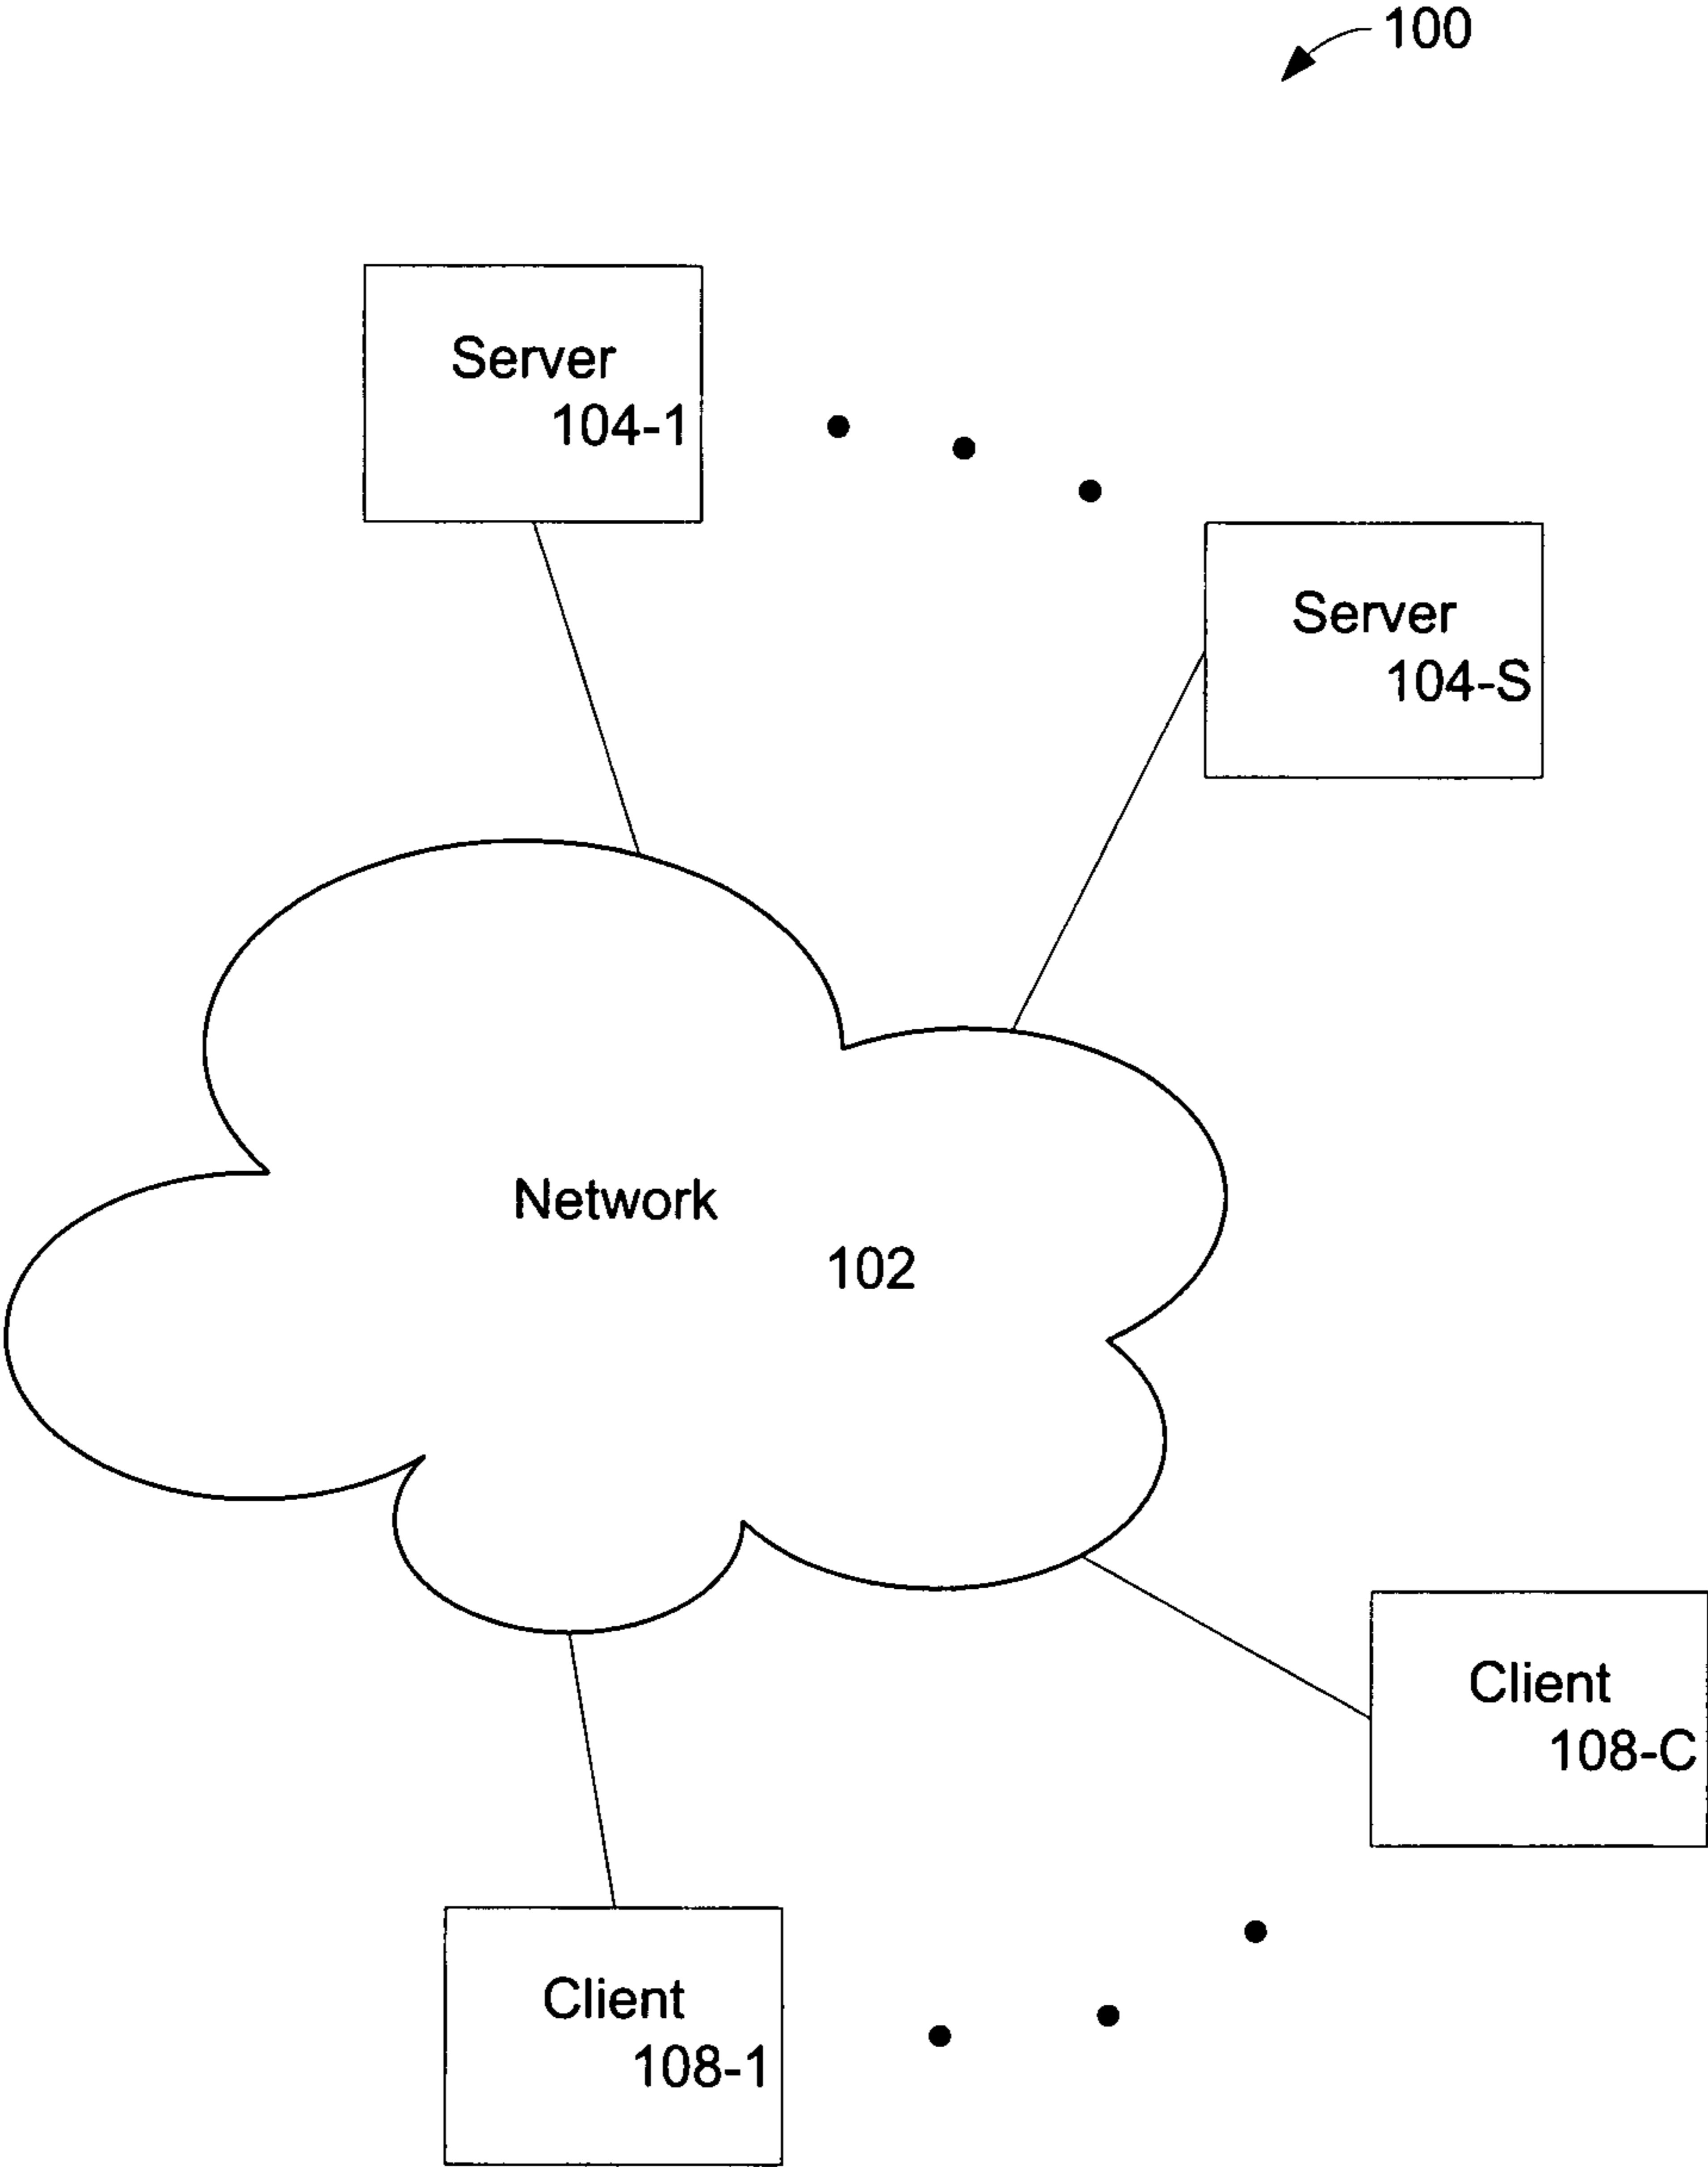 100
Server
104-1
Server
104-S
Network
102
Client
108-C
Client
108-1